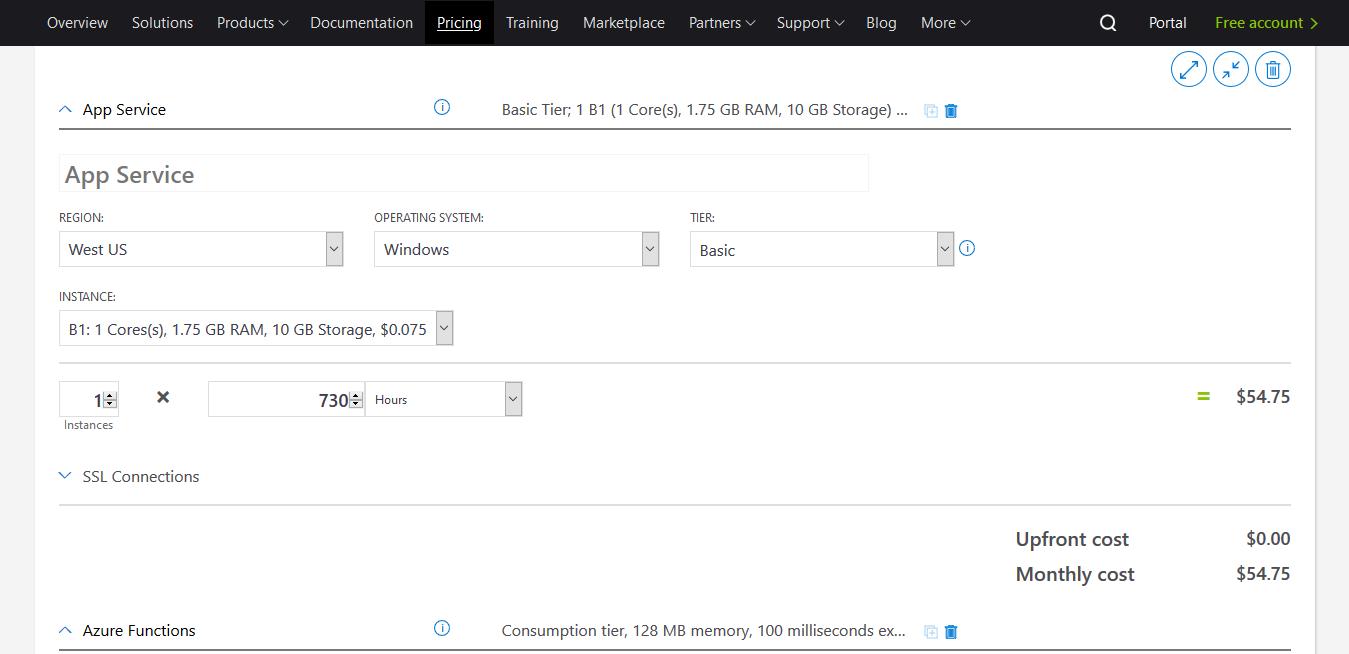 Overview Solutions Products Documentation Pricing Training Marketplace Partners Support Blog More Portal Free account
App Service Basic Tier; 1 B1 (1 Core(s), 1.75 GB RAM, 10 GB Storage) ...
App Service
REGION: OPERATING SYSTEM: TIER:
West US Windows Basic
INSTANCE:
B1: 1 Cores(s), 1.75 GB RAM, 10 GB Storage, $0.075
1 × 730 Hours = $54.75
Instances
SSL Connections
Upfront cost $0.00
Monthly cost $54.75
Azure Functions Consumption tier, 128 MB memory, 100 milliseconds ex...